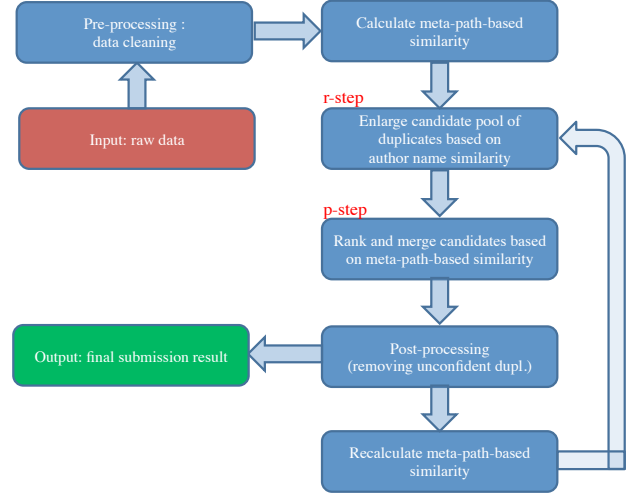 Pre-processing :
data cleaning
Calculate meta-path-based
similarity
r-step
Input: raw data
Enlarge candidate pool of
duplicates based on
author name similarity
p-step
Rank and merge candidates based
on meta-path-based similarity
Output: final submission result
Post-processing
(removing unconfident dupl.)
Recalculate meta-path-based
similarity